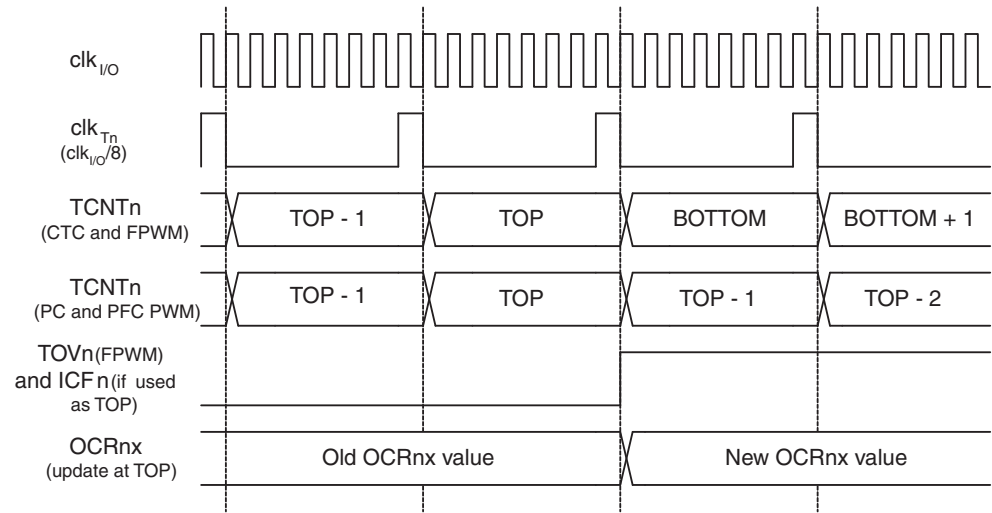 clkI/O
clkTn
(clkI/O/8)
TCNTn
(CTC and FPWM)
TOP - 1
TOP
BOTTOM
BOTTOM + 1
TCNTn
(PC and PFC PWM)
TOP - 1
TOP
TOP - 1
TOP - 2
TOVn (FPWM)
and ICFn (if used
as TOP)
OCRnx
(update at TOP)
Old OCRnx value
New OCRnx value